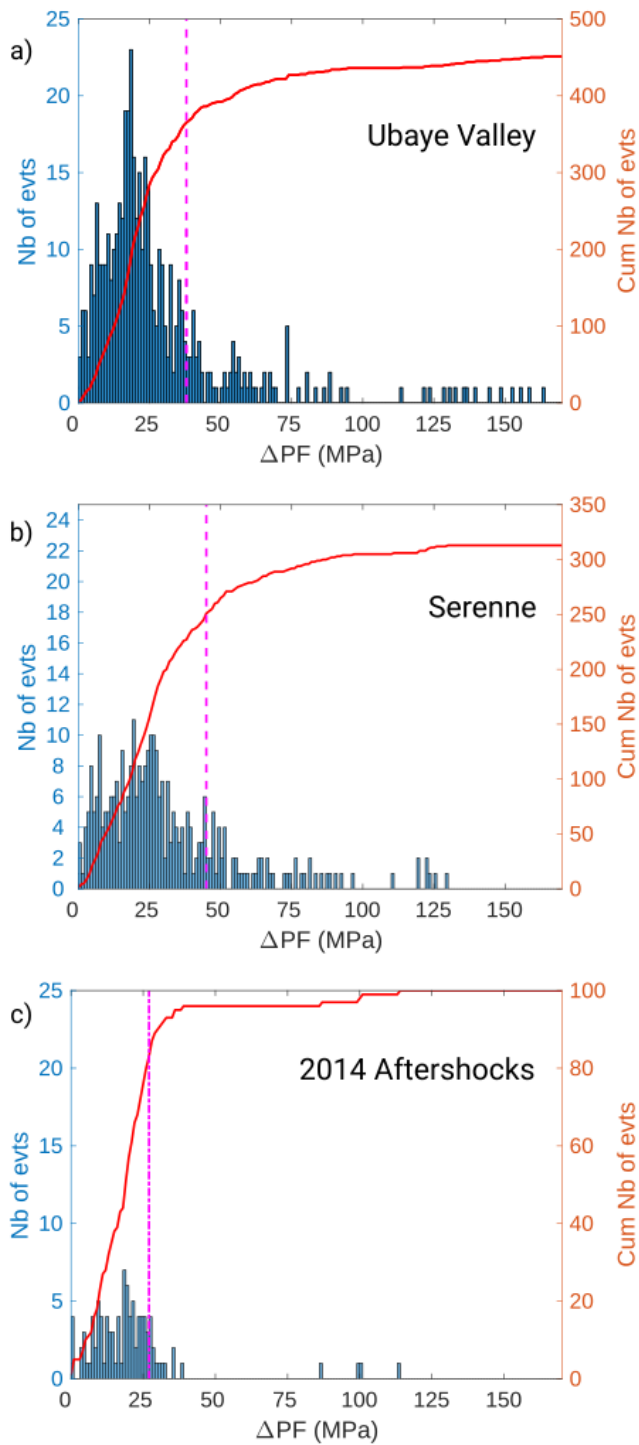 a)
25
20
15
10
5
0
Nb of evts
500
400
300
200
100
0
Cum Nb of evts
Ubaye Valley
0 25 50 75 100 125 150
ΔPF (MPa)
b)
24
22
20
18
16
14
12
10
8
6
4
2
0
Nb of evts
350
300
250
200
150
100
50
0
Cum Nb of evts
Serenne
0 25 50 75 100 125 150
ΔPF (MPa)
c)
25
20
15
10
5
0
Nb of evts
100
80
60
40
20
0
Cum Nb of evts
2014 Aftershocks
0 25 50 75 100 125 150
ΔPF (MPa)